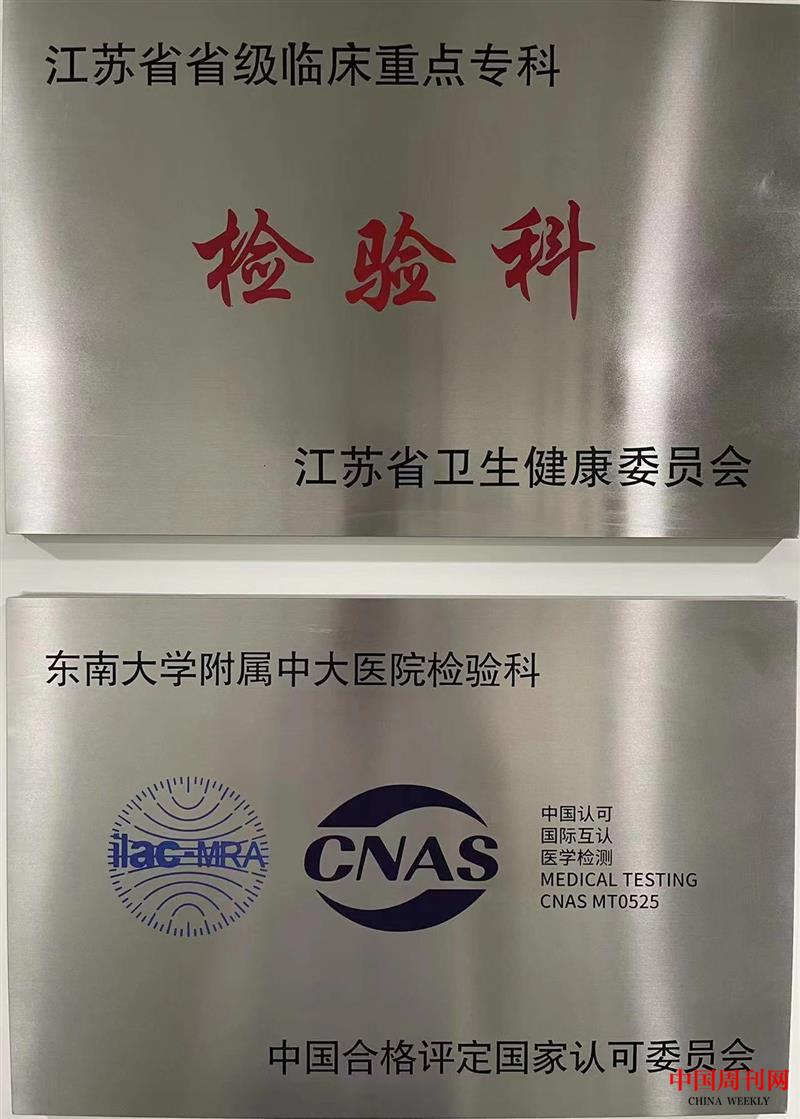 江苏省省级临床重点专科
检验科
江苏省卫生健康委员会
东南大学附属中大医院检验科
ilac-MRA
CNAS
中国认可
国际互认
医学检测
MEDICAL TESTING
CNAS MT0525
中国合格评定国家认可委员会
中国周刊网
CHINA WEEKLY